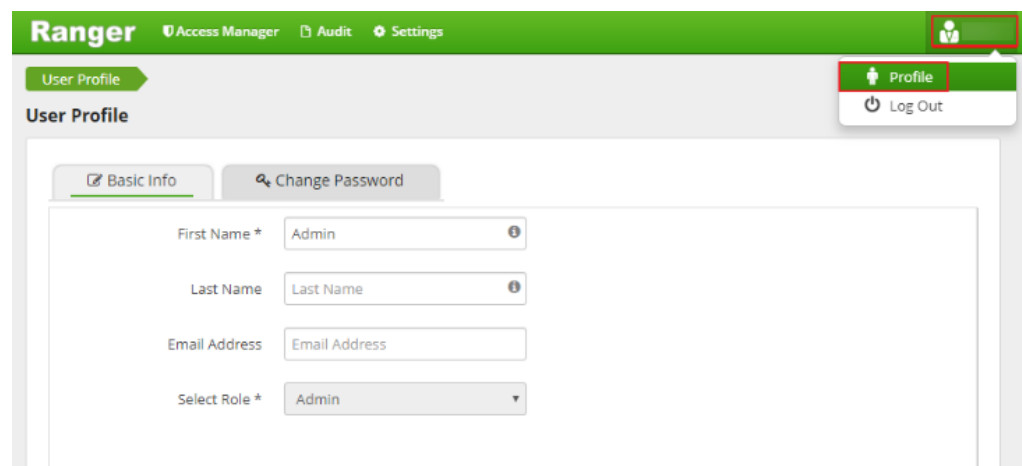 Ranger Access Manager Audit Settings
User Profile
Profile
Log Out
User Profile
Basic Info Change Password
First Name * Admin
Last Name Last Name
Email Address Email Address
Select Role * Admin